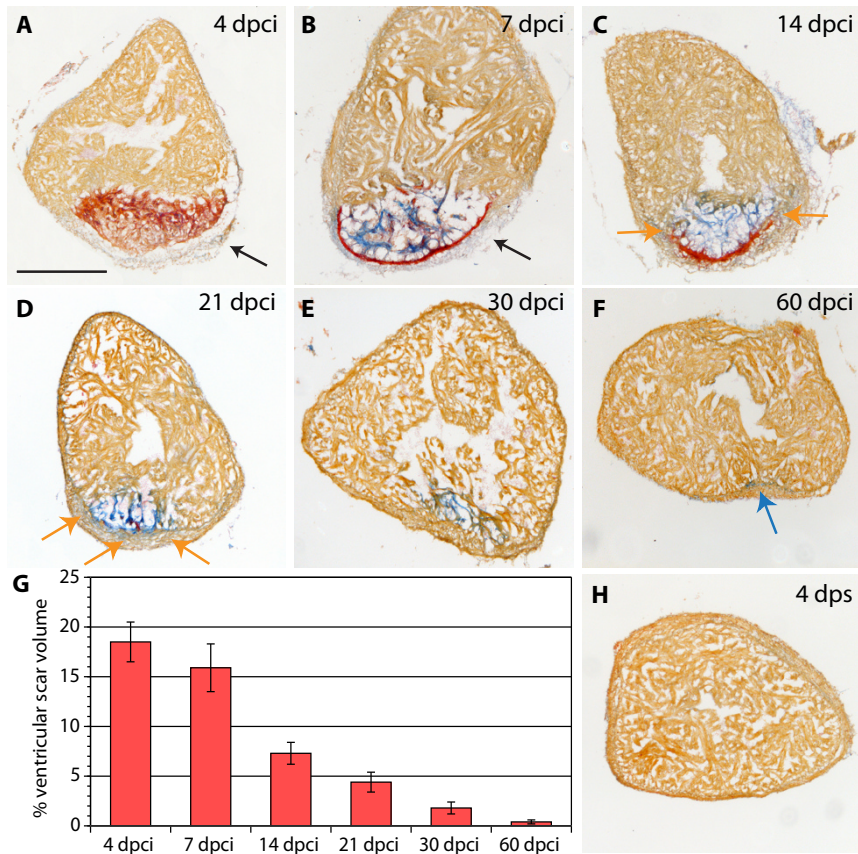 A 4 dpci
B 7 dpci
C 14 dpci
D 21 dpci
E 30 dpci
F 60 dpci
G
% ventricular scar volume
25
20
15
10
5
0
4 dpci 7 dpci 14 dpci 21 dpci 30 dpci 60 dpci
H 4 dps